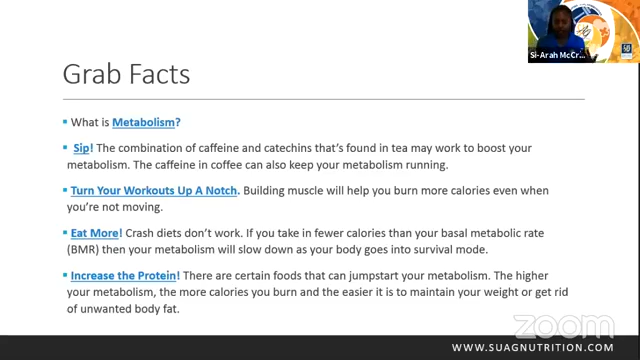 Si-Arah McCr...
Grab Facts
What is Metabolism?
Sip! The combination of caffeine and catechins that's found in tea may work to boost your
metabolism. The caffeine in coffee can also keep your metabolism running.
Turn Your Workouts Up A Notch. Building muscle will help you burn more calories even when
you're not moving.
Eat More! Crash diets don't work. If you take in fewer calories than your basal metabolic rate
(BMR) then your metabolism will slow down as your body goes into survival mode.
Increase the Protein! There are certain foods that can jumpstart your metabolism. The higher
your metabolism, the more calories you burn and the easier it is to maintain your weight or get rid
of unwanted body fat.
zoom
WWW.SUAGNUTRITION.COM